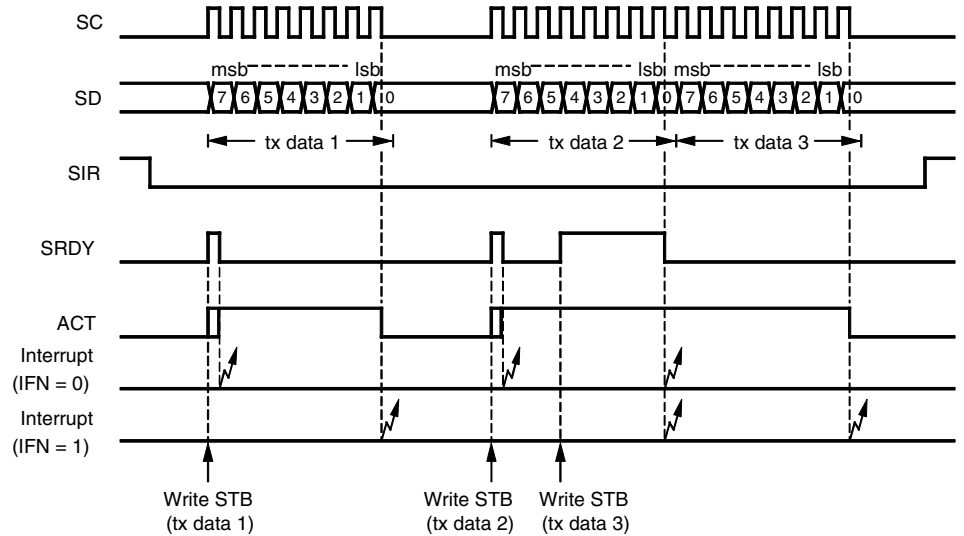 SC
msb lsb msb lsb msb lsb
SD
7 6 5 4 3 2 1 0 7 6 5 4 3 2 1 0 7 6 5 4 3 2 1 0
tx data 1 tx data 2 tx data 3
SIR
SRDY
ACT
Interrupt
(IFN = 0)
Interrupt
(IFN = 1)
Write STB
(tx data 1)
Write STB
(tx data 2)
Write STB
(tx data 3)